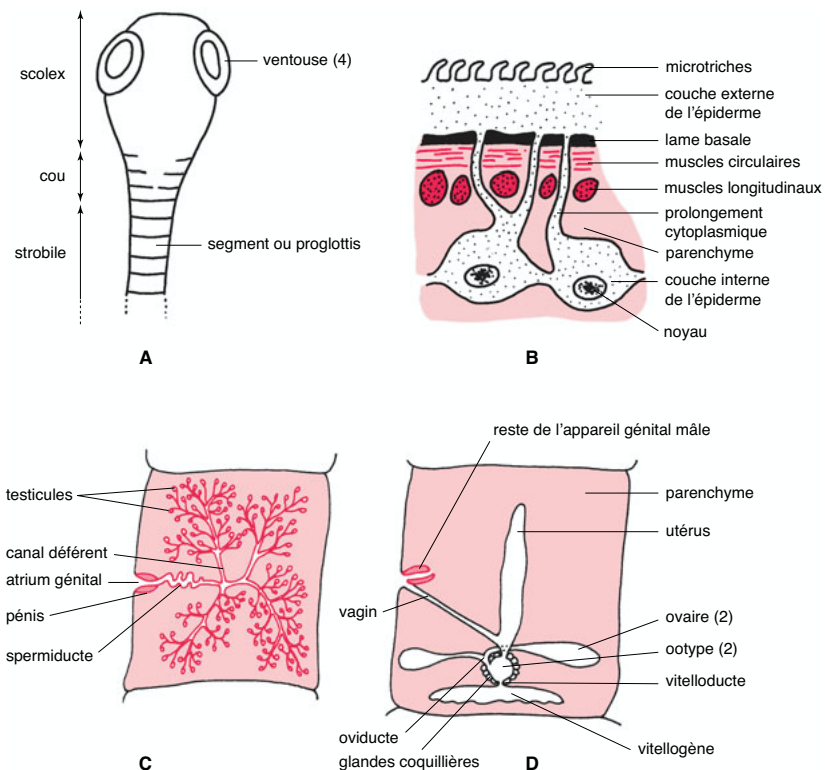 scolex
ventouse (4)
cou
strobile
segment ou proglottis
A
microtriches
couche externe
de l'épiderme
lame basale
muscles circulaires
muscles longitudinaux
prolongement
cytoplasmique
parenchyme
couche interne
de l'épiderme
noyau
B
testicules
canal déférent
atrium génital
pénis
spermiducte
C
reste de l'appareil génital mâle
parenchyme
utérus
vagin
ovaire (2)
ootype (2)
vitelloducte
oviducte
vitellogène
glandes coquillières
D